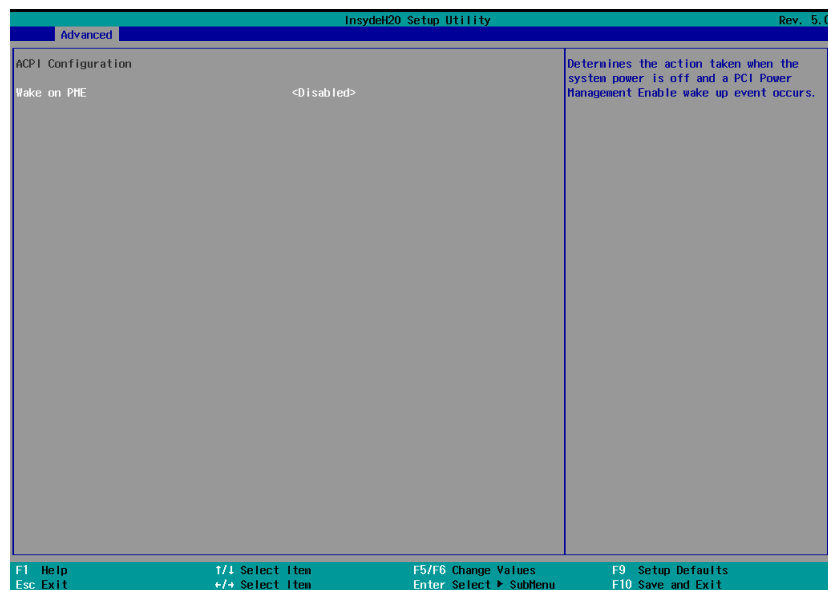 InsydeH20 Setup Utility Rev. 5.0
Advanced
ACPI Configuration
Wake on PME <Disabled>
Determines the action taken when the
system power is off and a PCI Power
Management Enable wake up event occurs.
F1 Help ↑/↓ Select Item F5/F6 Change Values F9 Setup Defaults
Esc Exit ←/→ Select Item Enter Select ▶ SubMenu F10 Save and Exit